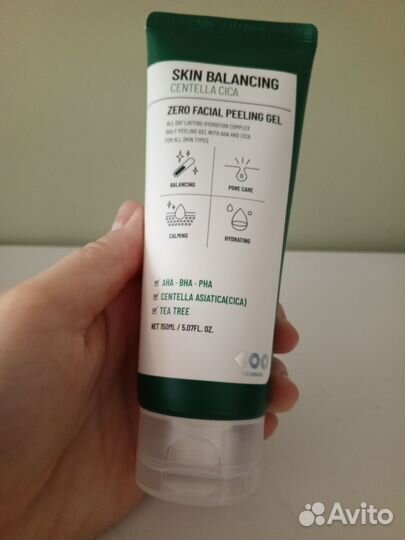 SKIN BALANCING
CENTELLA CICA
ZERO FACIAL PEELING GEL
ALL DAY LASTING HYDRATION COMPLEX
DAILY PEELING GEL WITH AHA AND CICA
FOR ALL SKIN TYPES
BALANCING
PORE CARE
CALMING
HYDRATING
AHA - BHA - PHA
CENTELLA ASIATICA(CICA)
TEA TREE
NET 150ML / 5.07FL. OZ.
Avito